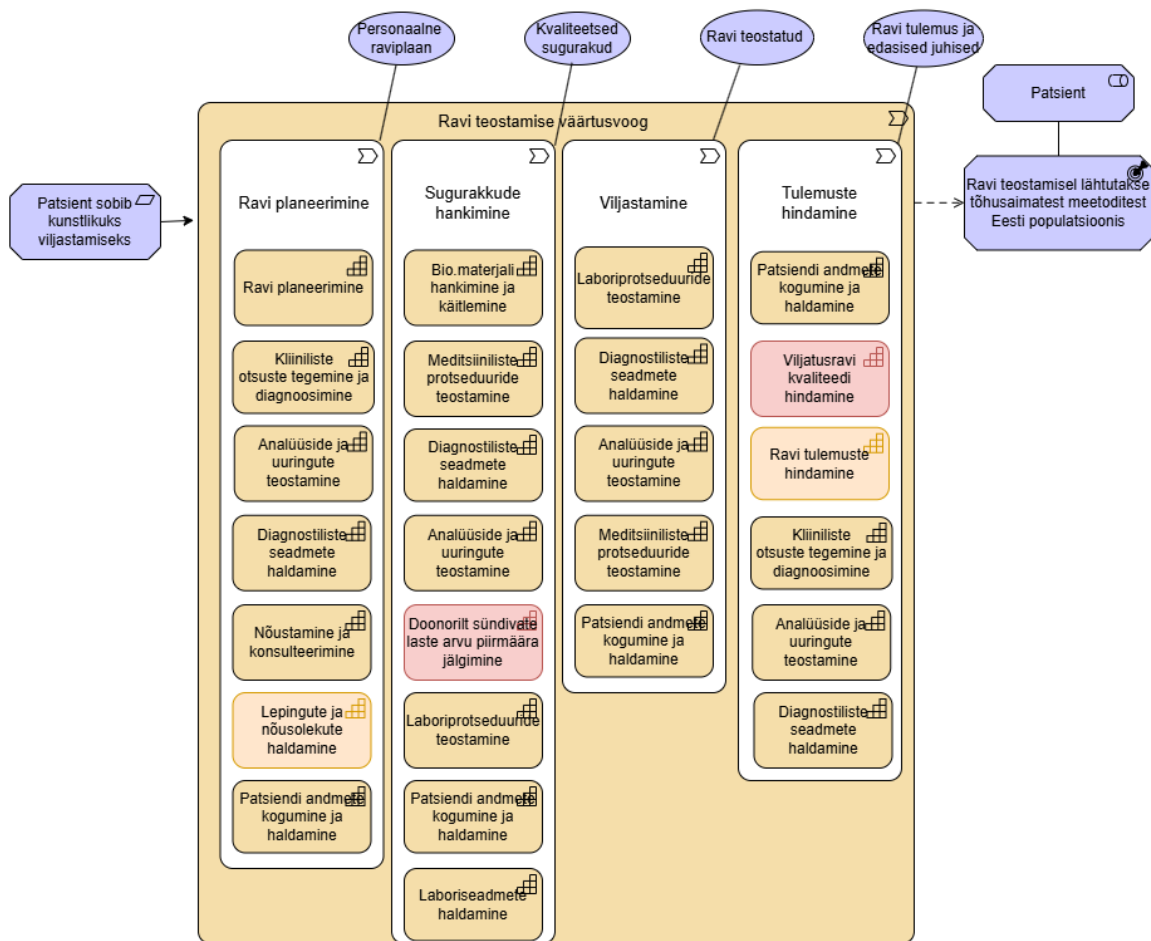 Personaalne
raviplaan
Kvaliteetsed
sugurakud
Ravi teostatud
Ravi tulemus ja
edasised juhised
Patsient
Ravi teostamise väärtusvoog
Patsient sobib
kunstlikuks
viljastamiseks
Ravi teostamisel lähtutakse
tõhusaimatest meetoditest
Eesti populatsioonis
Ravi planeerimine
Ravi planeerimine
Kliiniliste
otsuste tegemine ja
diagnoosimine
Analüüside ja
uuringute
teostamine
Diagnostiliste
seadmete
haldamine
Nõustamine ja
konsulteerimine
Lepingute ja
nõusolekute
haldamine
Patsiendi andmete
kogumine ja
haldamine
Sugurakkude
hankimine
Bio.materjali
hankimine ja
käitlemine
Meditsiiniliste
protseduuride
teostamine
Diagnostiliste
seadmete
haldamine
Analüüside ja
uuringute
teostamine
Doonorilt sündivate
laste arvu piirmäära
jälgimine
Laboriprotseduuride
teostamine
Patsiendi andmete
kogumine ja
haldamine
Laboriseadmete
haldamine
Viljastamine
Laboriprotseduuride
teostamine
Diagnostiliste
seadmete
haldamine
Analüüside ja
uuringute
teostamine
Meditsiiniliste
protseduuride
teostamine
Patsiendi andmete
kogumine ja
haldamine
Tulemuste
hindamine
Patsiendi andmete
kogumine ja
haldamine
Viljatusravi
kvaliteedi
hindamine
Ravi tulemuste
hindamine
Kliiniliste
otsuste tegemine ja
diagnoosimine
Analüüside ja
uuringute
teostamine
Diagnostiliste
seadmete
haldamine